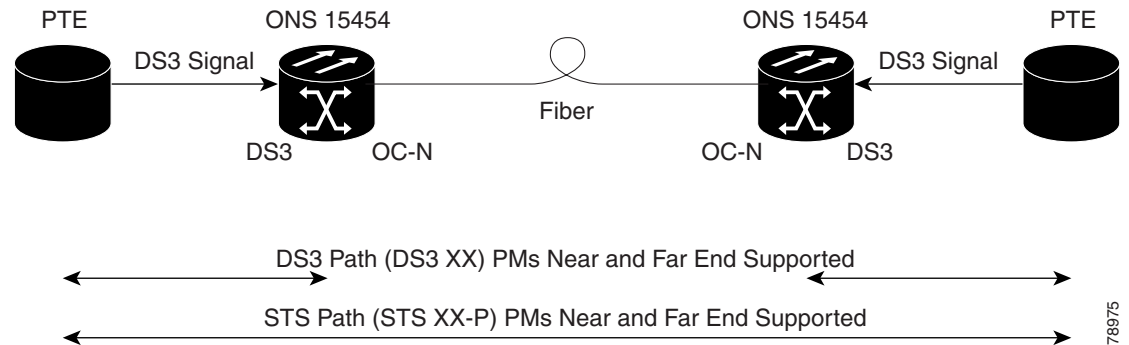 PTE
ONS 15454
ONS 15454
PTE
DS3 Signal
DS3 Signal
Fiber
DS3
OC-N
OC-N
DS3
DS3 Path (DS3 XX) PMs Near and Far End Supported
STS Path (STS XX-P) PMs Near and Far End Supported
78975